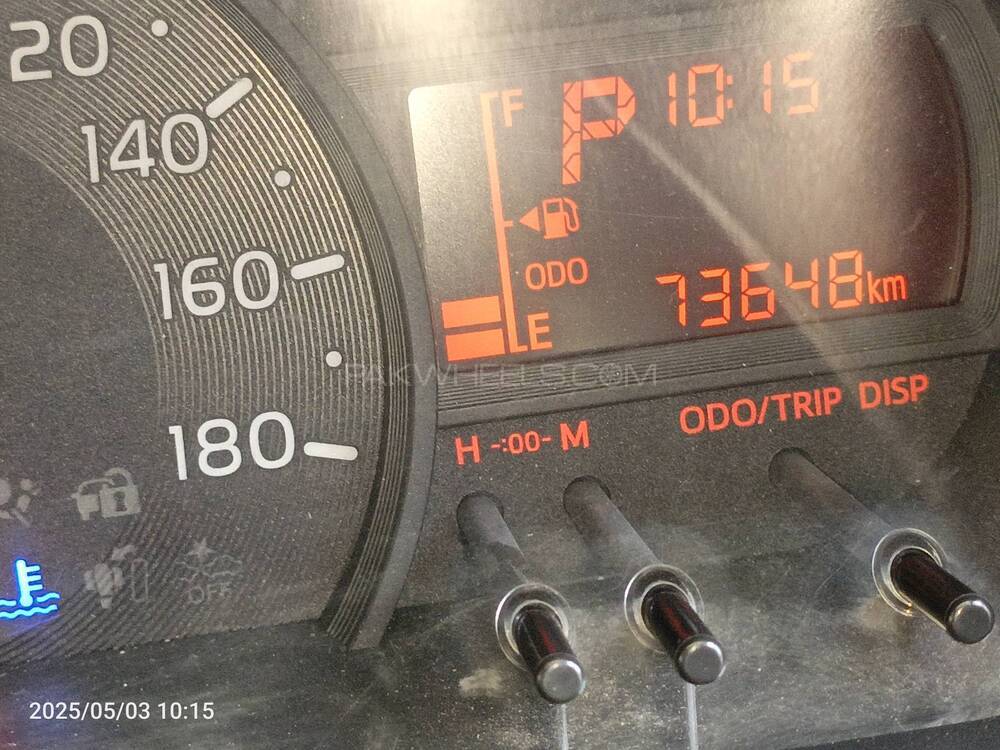 20
140
160
180
F
P
10:15
ODO
73648km
E
PAKWHEELS.COM
ODO/TRIP DISP
H -:00- M
OFF
2025/05/03 10:15